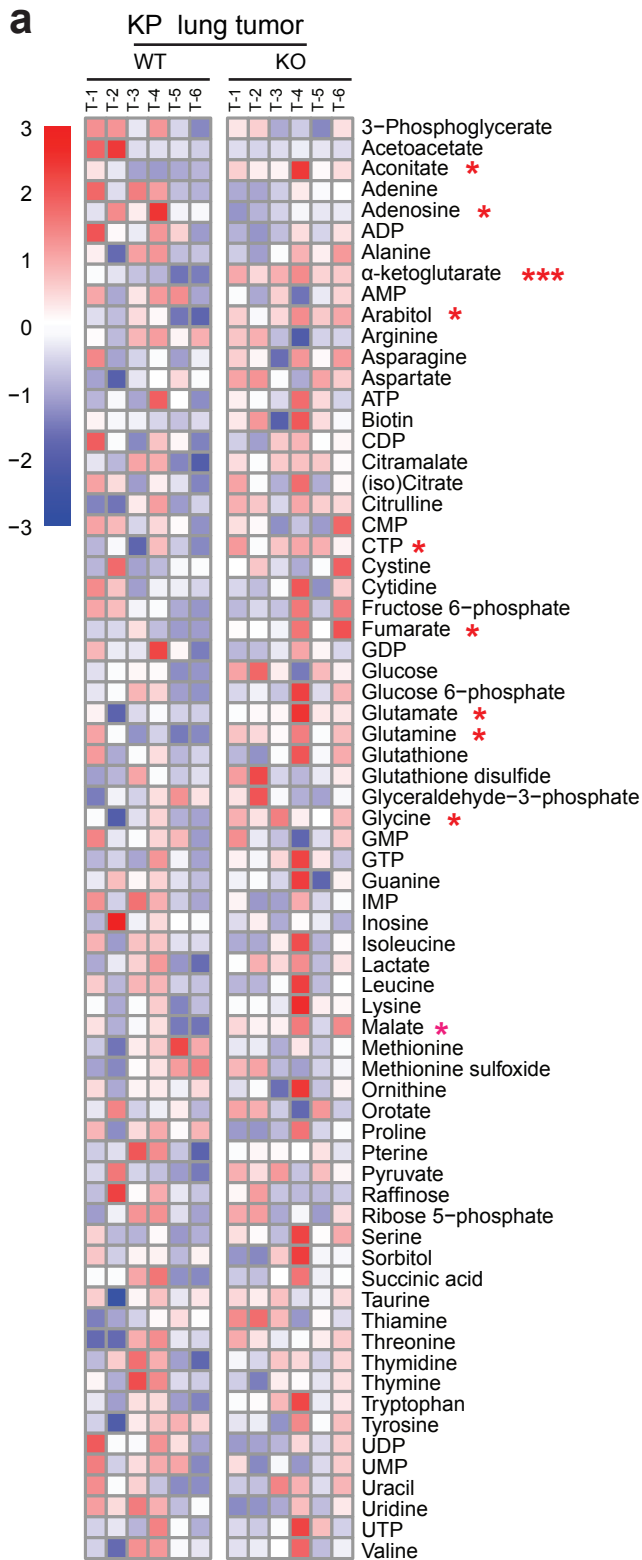 a
KP lung tumor
WT KO
T-1 T-2 T-3 T-4 T-5 T-6 T-1 T-2 T-3 T-4 T-5 T-6
3
2
1
0
−1
−2
−3
3−Phosphoglycerate
Acetoacetate
Aconitate *
Adenine
Adenosine *
ADP
Alanine
α-ketoglutarate ***
AMP
Arabitol *
Arginine
Asparagine
Aspartate
ATP
Biotin
CDP
Citramalate
(iso)Citrate
Citrulline
CMP
CTP *
Cystine
Cytidine
Fructose 6−phosphate
Fumarate *
GDP
Glucose
Glucose 6−phosphate
Glutamate *
Glutamine *
Glutathione
Glutathione disulfide
Glyceraldehyde−3−phosphate
Glycine *
GMP
GTP
Guanine
IMP
Inosine
Isoleucine
Lactate
Leucine
Lysine
Malate *
Methionine
Methionine sulfoxide
Ornithine
Orotate
Proline
Pterine
Pyruvate
Raffinose
Ribose 5−phosphate
Serine
Sorbitol
Succinic acid
Taurine
Thiamine
Threonine
Thymidine
Thymine
Tryptophan
Tyrosine
UDP
UMP
Uracil
Uridine
UTP
Valine